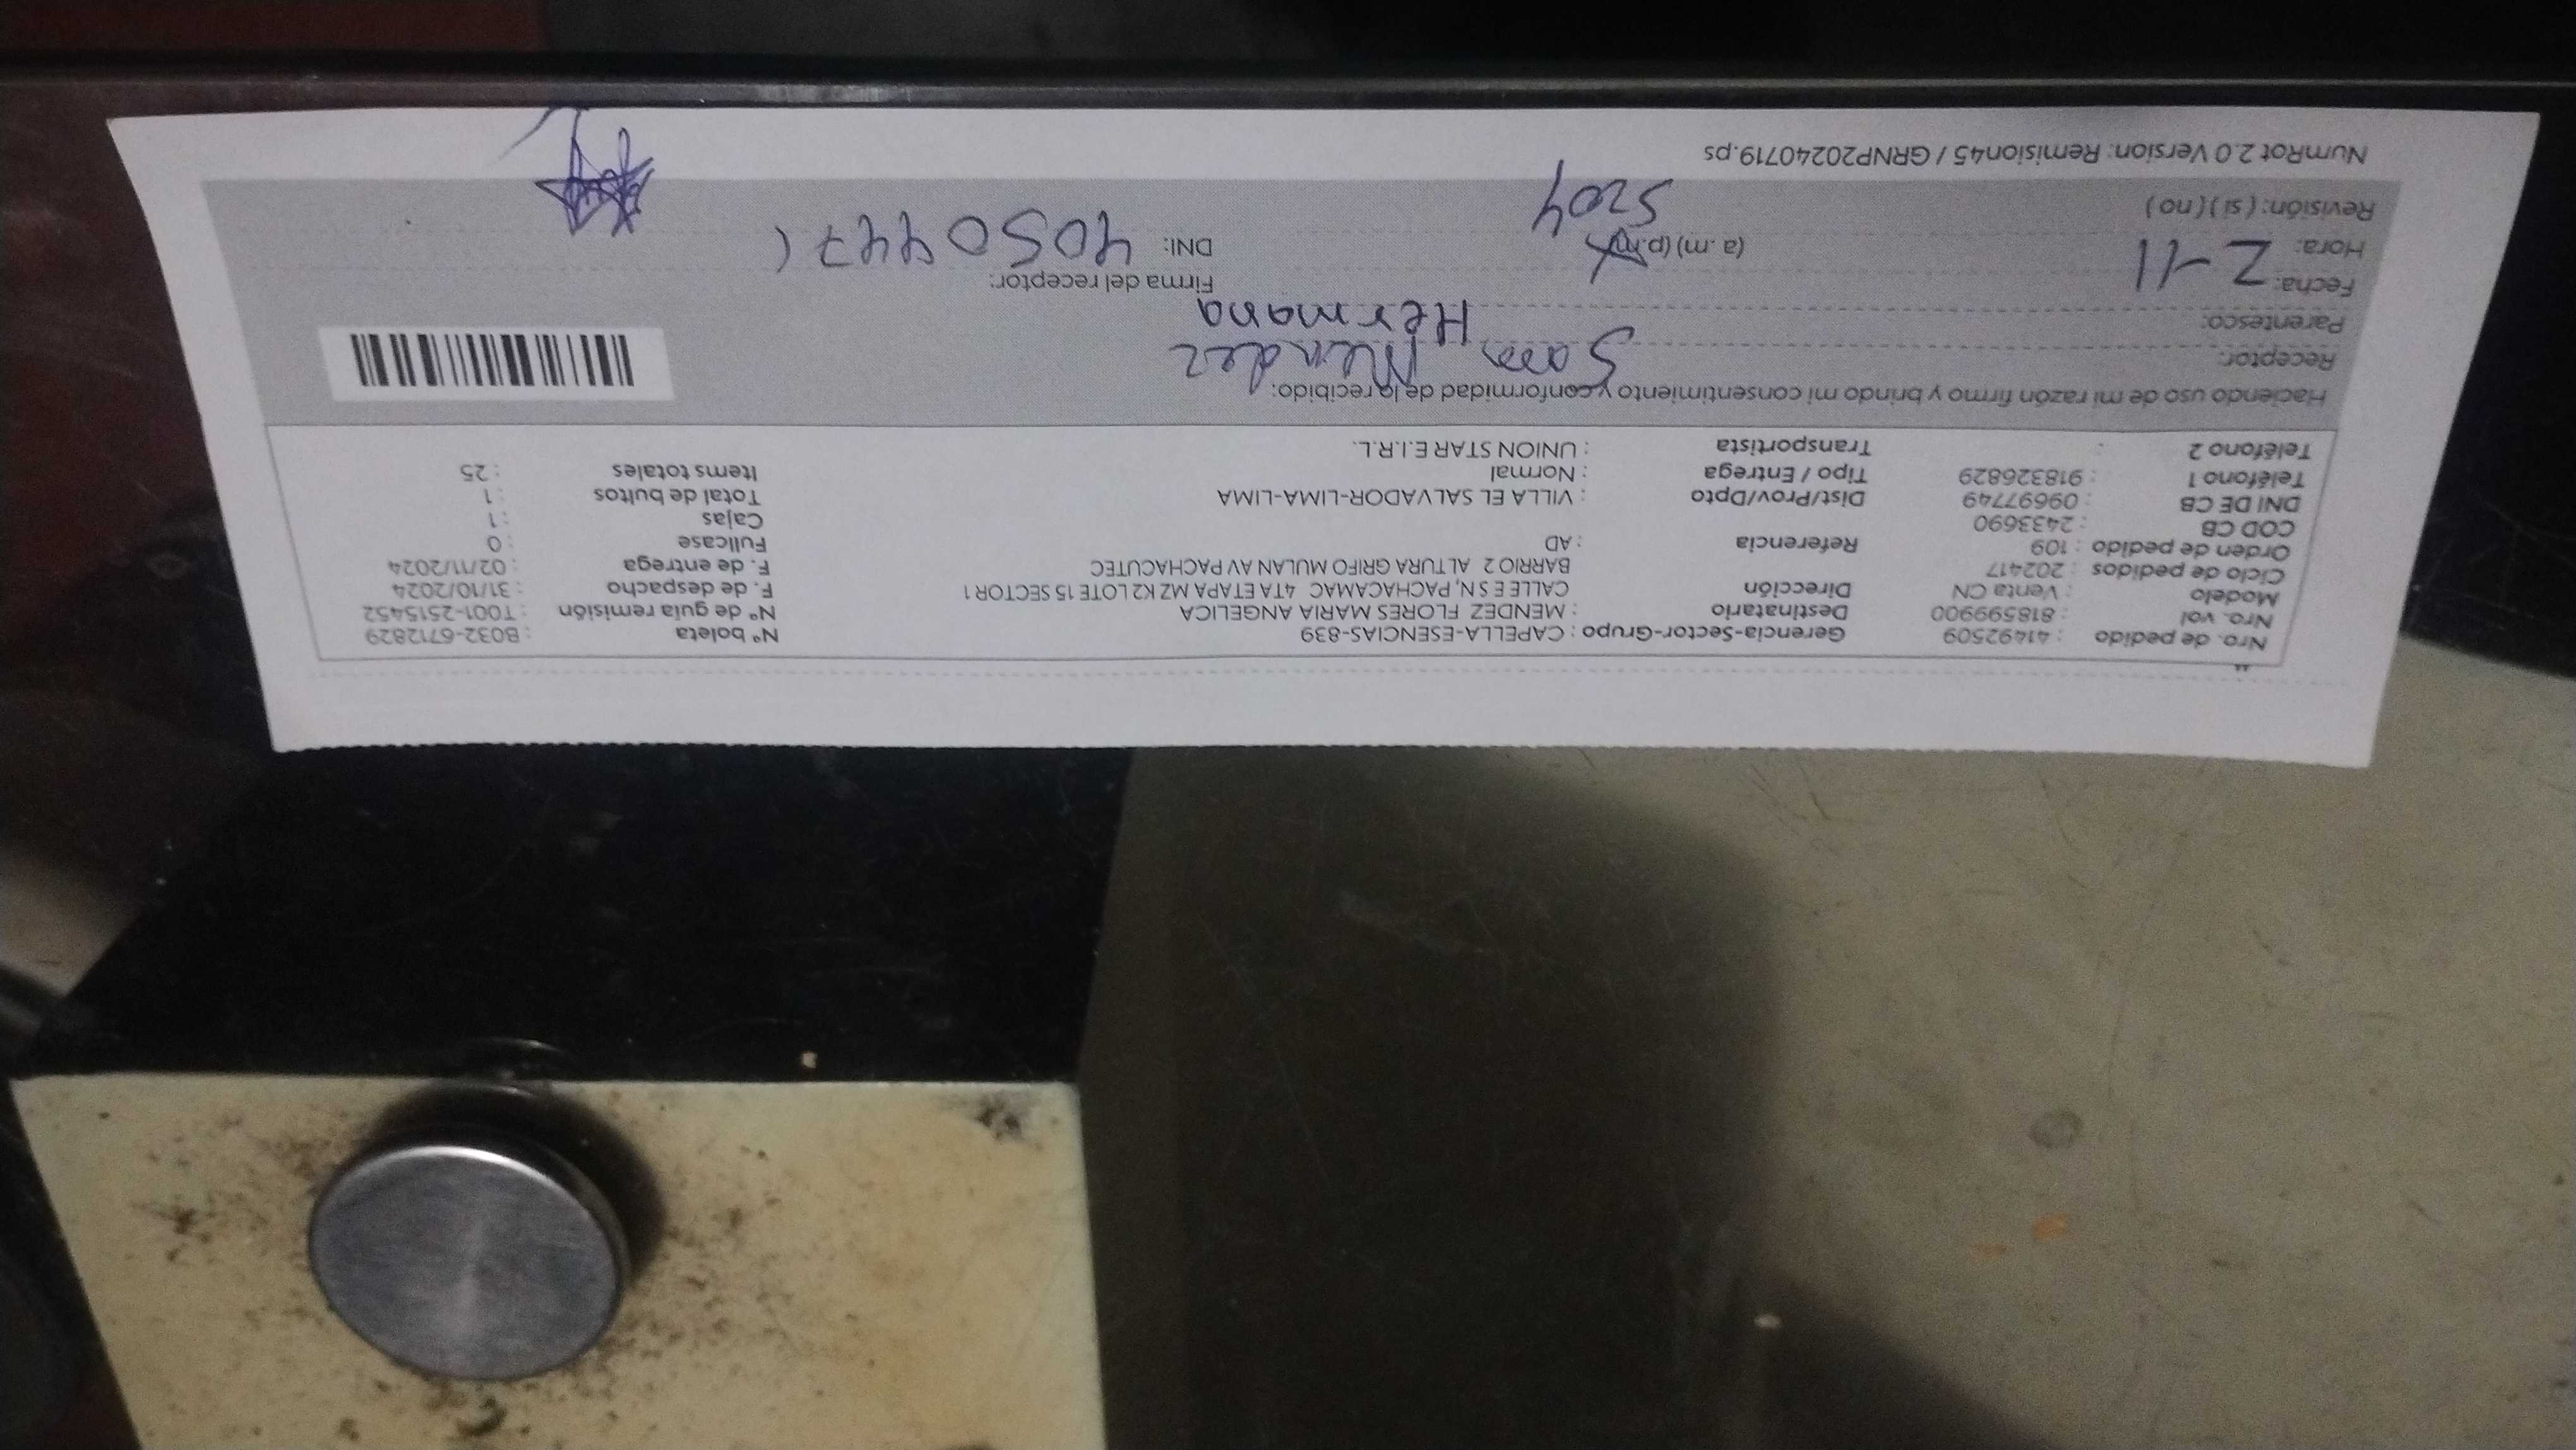 Nro. de pedido : 41492509 Gerencia-Sector-Grupo : CAPELLA-ESENCIAS-839 Nº boleta : B032-6712829
Nro. vol : 818599900 Destinatario : MENDEZ FLORES MARIA ANGELICA Nº de guía remisión : T001-2515452
Modelo : Venta CN Dirección CALLE E S N, PACHACAMAC 4TA ETAPA MZ K2 LOTE 15 SECTOR 1 F. de despacho : 31/10/2024
Ciclo de pedidos : 202417 BARRIO 2 ALTURA GRIFO MULAN AV PACHACUTEC F. de entrega : 02/11/2024
Orden de pedido : 109 Referencia : AD Fullcase : 0
COD CB : 2433690 Cajas : 1
DNI DE CB : 09697749 Dist/Prov/Dpto : VILLA EL SALVADOR-LIMA-LIMA Total de bultos : 1
Teléfono 1 : 918326829 Tipo / Entrega : Normal Items totales : 25
Teléfono 2 : Transportista : UNION STAR E.I.R.L.
Haciendo uso de mi razón firmo y brindo mi consentimiento y conformidad de lo recibido:
Receptor: Mendez
Parentesco: Hermana
Fecha: 2-11 Firma del receptor:
Hora: (a. m) (p.m) DNI: 4050447
Revisión: ( si ) ( no ) 5204
NumRot 2.0 Version: Remision45 / GRNP20240719.ps